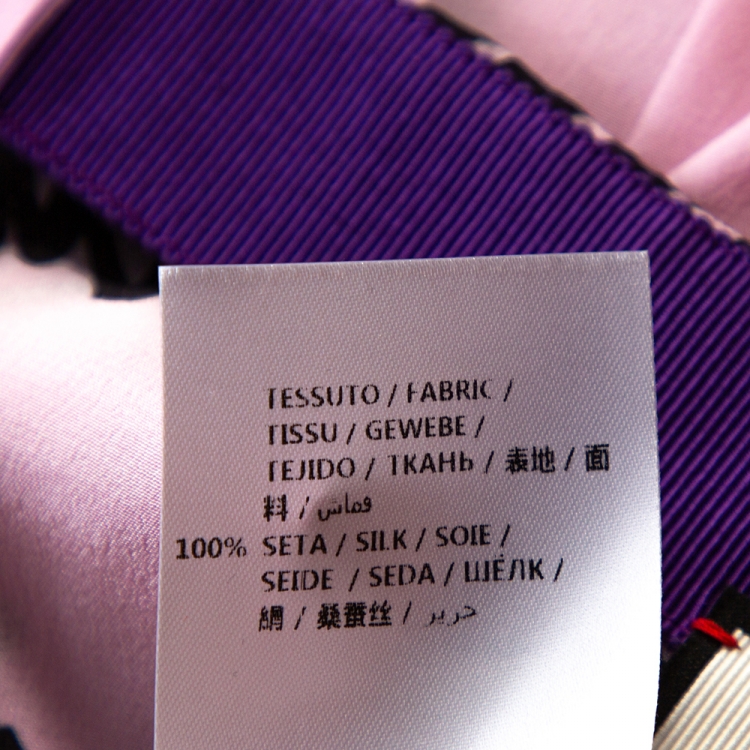 TESSUTO / FABRIC /
TISSU / GEWEBE /
TEJIDO / ТКАНЬ / 表地 / 面
料 / قماش
100% SETA / SILK / SOIE /
SEIDE / SEDA / ШЁЛК /
絹 / 桑蚕丝 / حرير